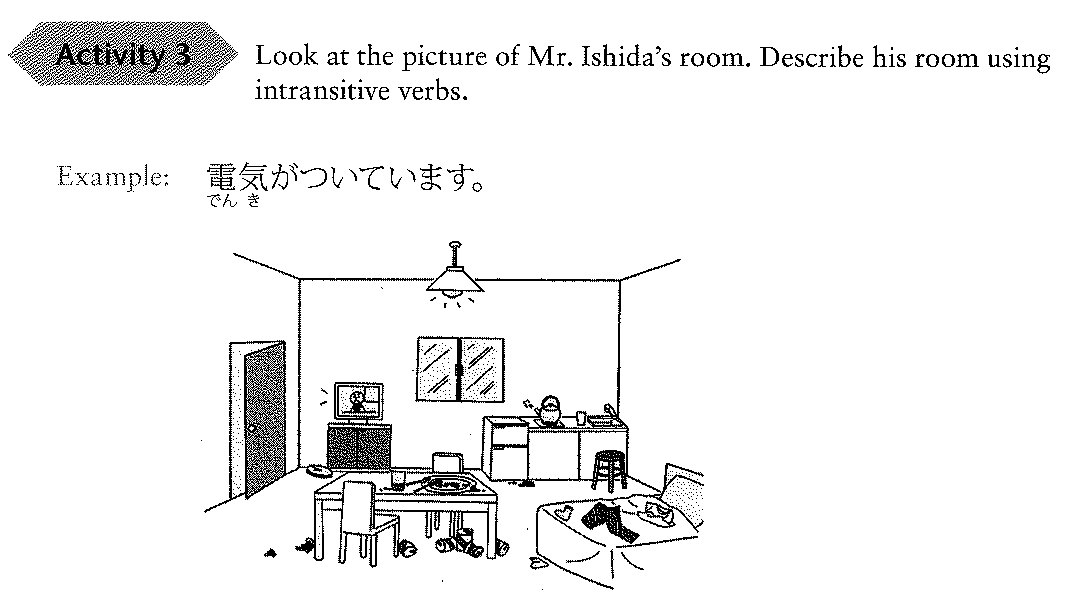 Activity 3
Look at the picture of Mr. Ishida's room. Describe his room using
intransitive verbs.
Example: 電気がついています。
でん き